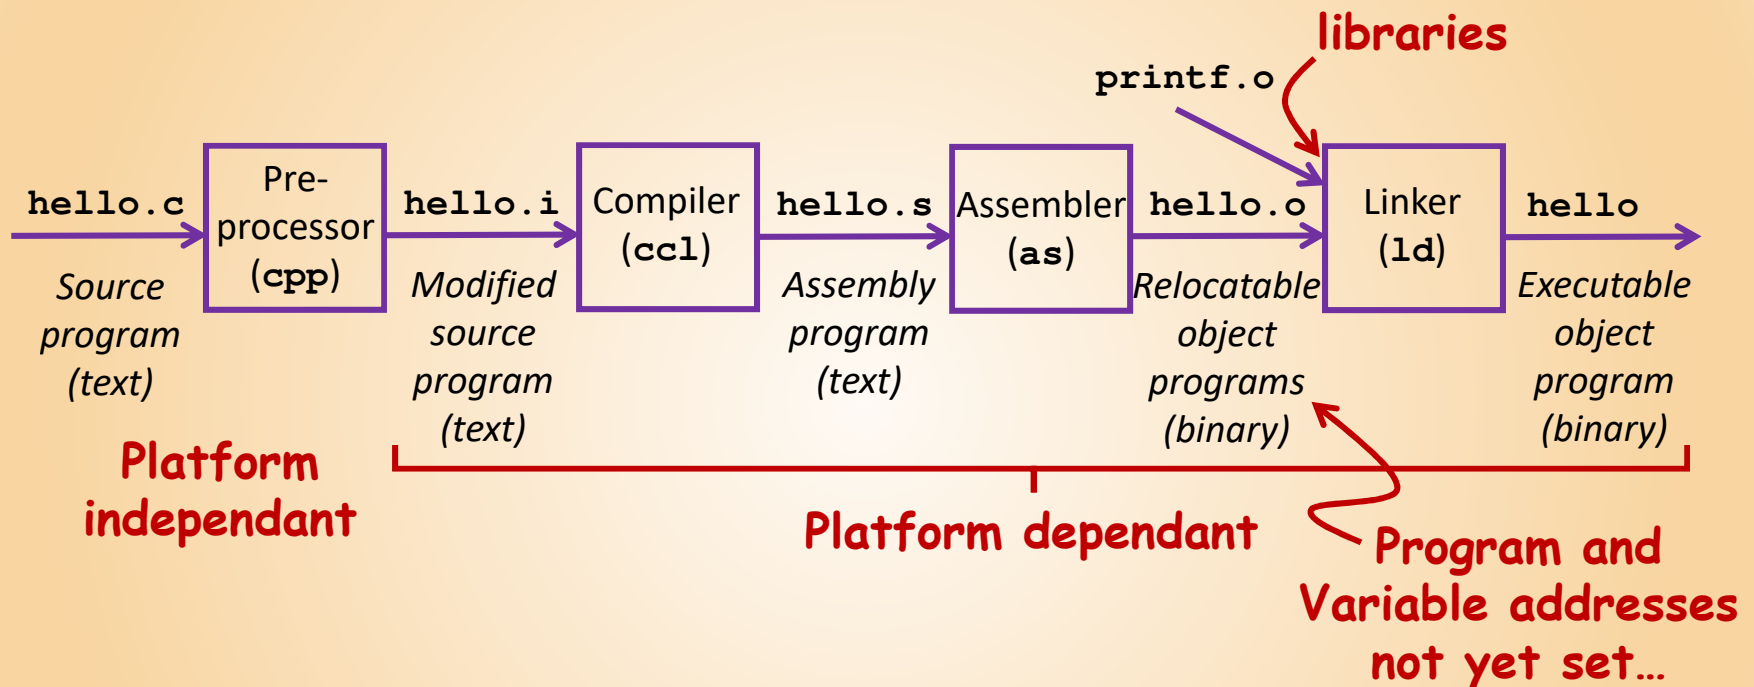 libraries
printf.o
hello.c
Pre-
processor
(cpp)
hello.i
Compiler
(ccl)
hello.s
Assembler
(as)
hello.o
Linker
(ld)
hello
Source
program
(text)
Modified
source
program
(text)
Assembly
program
(text)
Relocatable
object
programs
(binary)
Executable
object
program
(binary)
Platform
independant
Platform dependant
Program and
Variable addresses
not yet set…